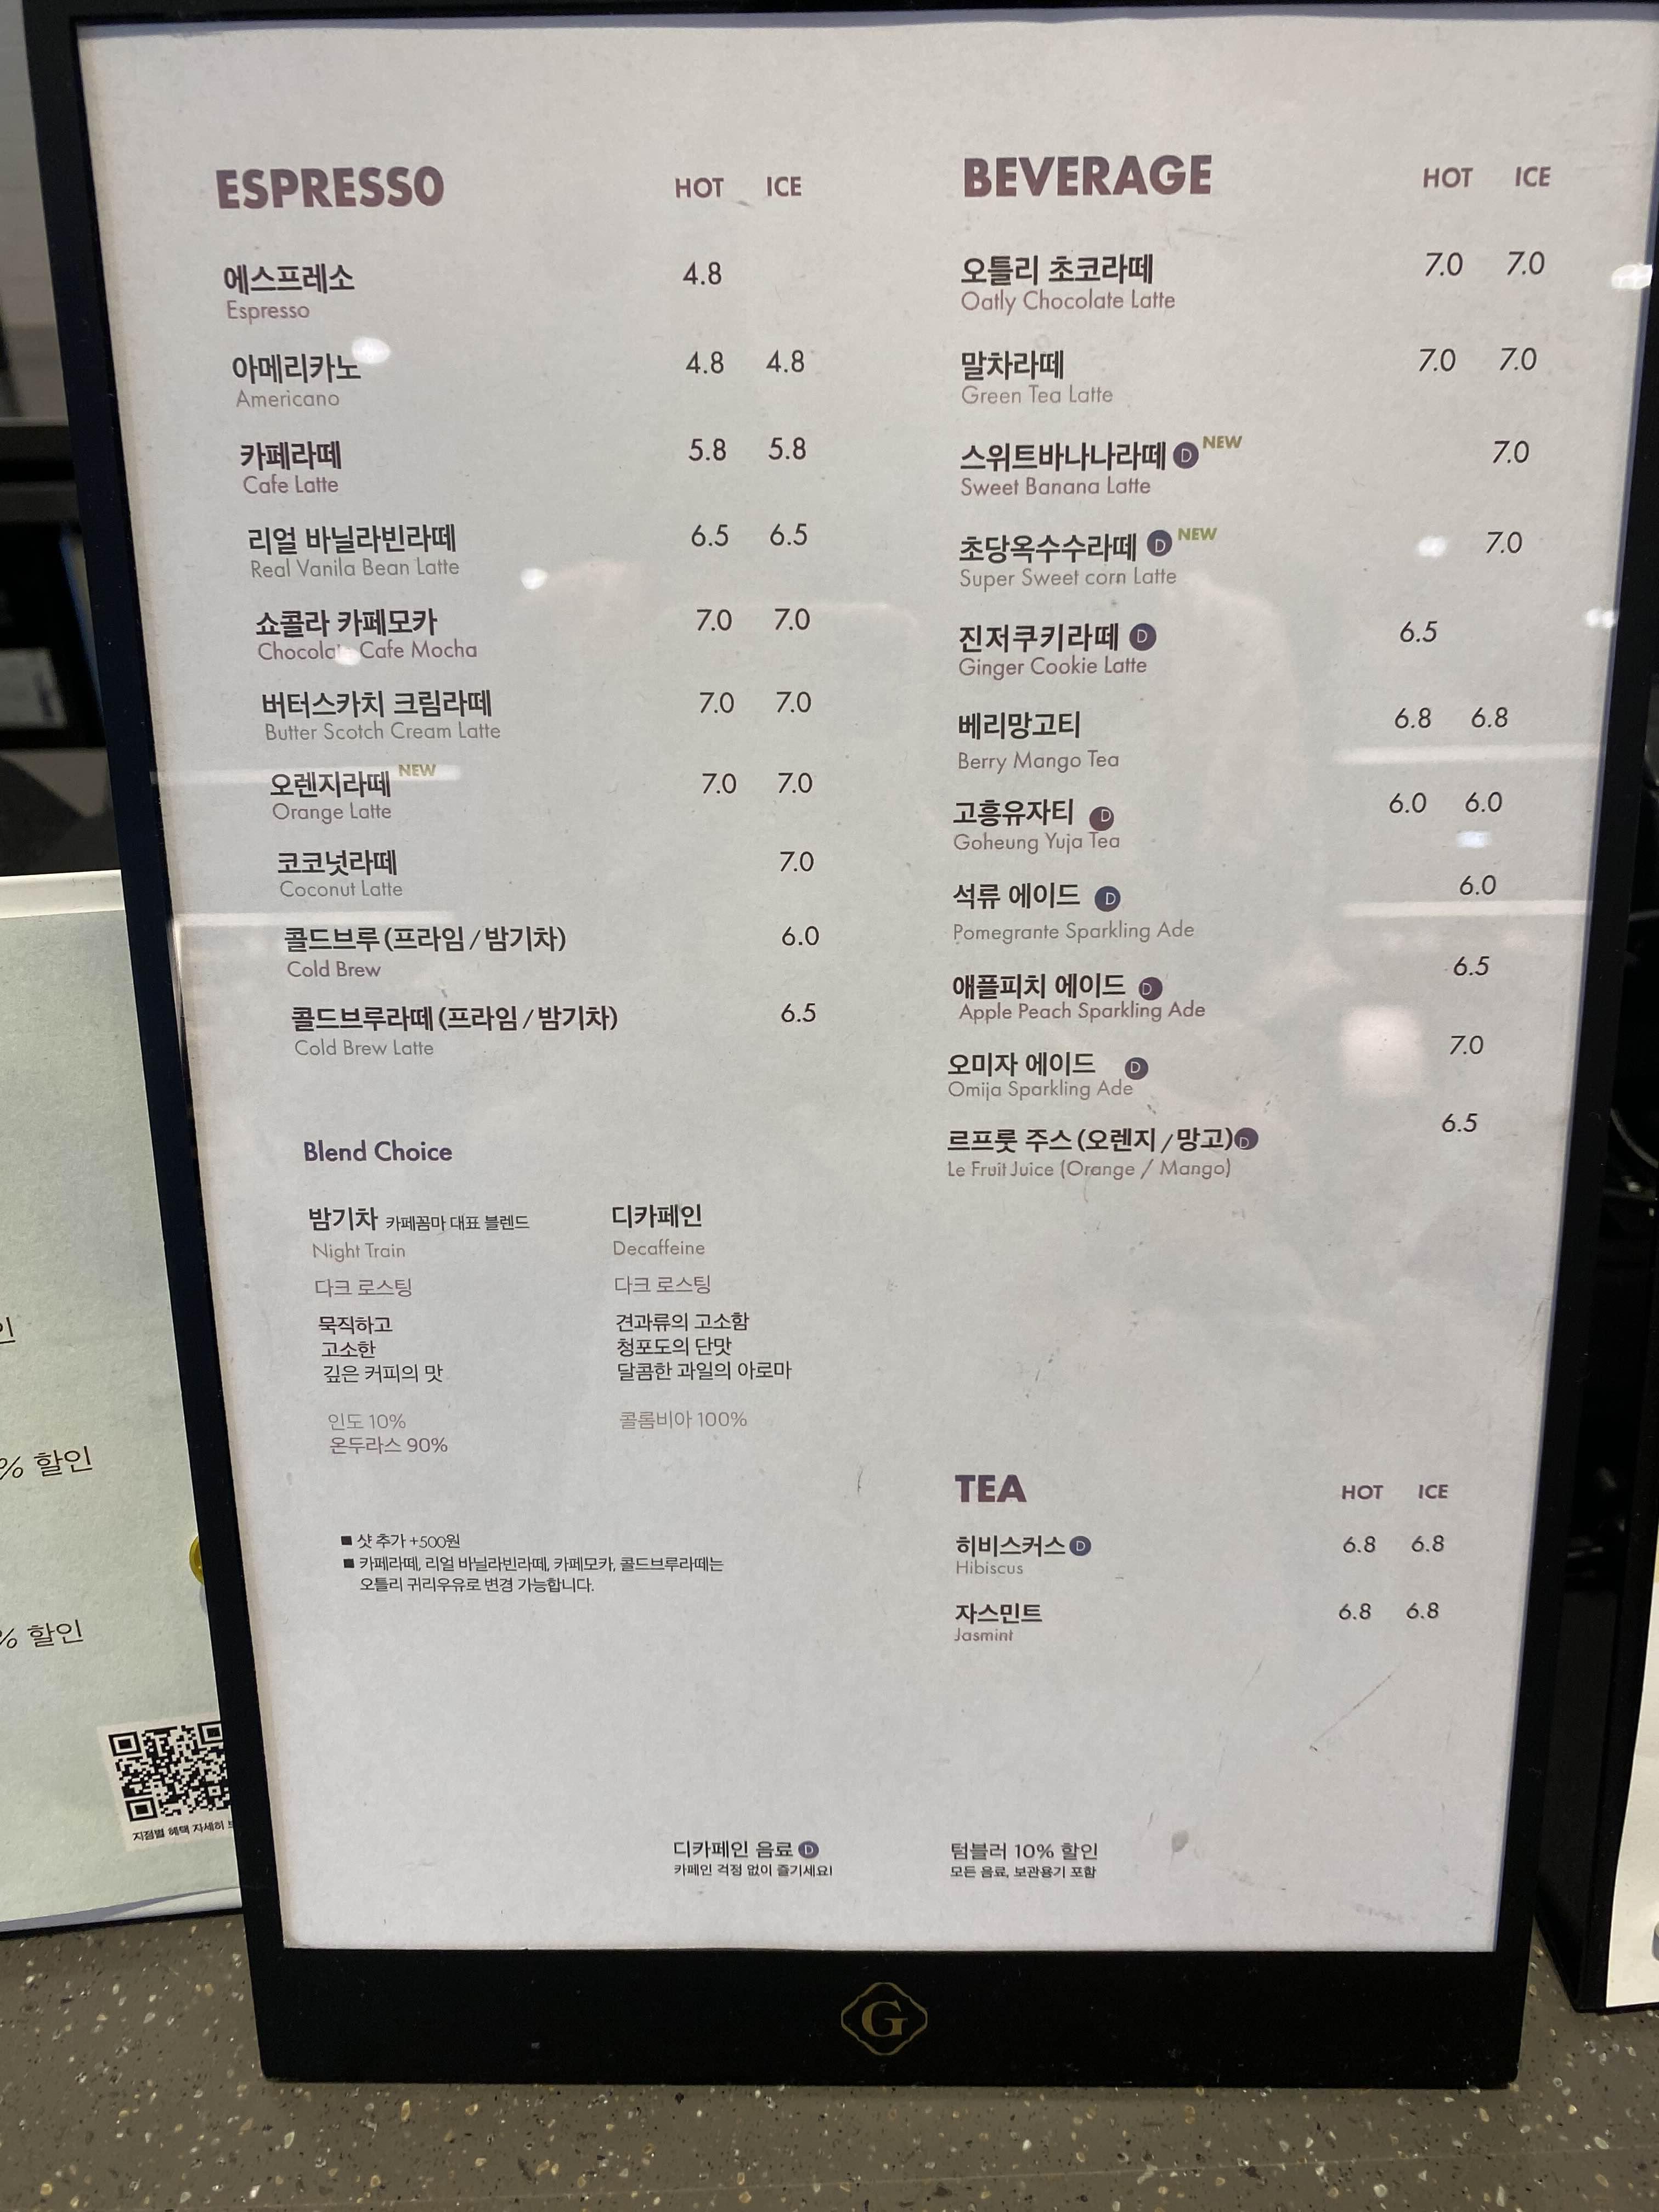 ESPRESSO HOT ICE
에스프레소 4.8
Espresso
아메리카노 4.8 4.8
Americano
카페라떼 5.8 5.8
Cafe Latte
리얼 바닐라빈라떼 6.5 6.5
Real Vanila Bean Latte
쇼콜라 카페모카 7.0 7.0
Cafe Mocha
버터스카치 크림라떼 7.0 7.0
Butter Scotch Cream Latte
오렌지라떼 NEW 7.0 7.0
Orange Latte
코코넛라떼 7.0
Coconut Latte
콜드브루 (프라임 / 밤기차) 6.0
Cold Brew
콜드브루라떼 (프라임 / 밤기차) 6.5
Cold Brew Latte
Blend Choice
밤기차 카페꼼마 대표 블렌드
Night Train
다크 로스팅
묵직하고
고소한
깊은 커피의 맛
인도 10%
온두라스 90%
디카페인
Decaffeine
다크 로스팅
견과류의 고소함
청포도의 단맛
달콤한 과일의 아로마
콜롬비아 100%
■ 샷 추가 +500원
■ 카페라떼, 리얼 바닐라빈라떼, 카페모카, 콜드브루라떼는
오틀리 귀리우유로 변경 가능합니다.
BEVERAGE HOT ICE
오틀리 초코라떼 7.0 7.0
Oatly Chocolate Latte
말차라떼 7.0 7.0
Green Tea Latte
스위트바나나라떼 D NEW 7.0
Sweet Banana Latte
초당옥수수라떼 D NEW 7.0
Super Sweet corn Latte
진저쿠키라떼 D 6.5
Ginger Cookie Latte
베리망고티 6.8 6.8
Berry Mango Tea
고흥유자티 D 6.0 6.0
Goheung Yuja Tea
석류 에이드 D 6.0
Pomegrante Sparkling Ade
애플피치 에이드 D 6.5
Apple Peach Sparkling Ade
오미자 에이드 D 7.0
Omija Sparkling Ade
르프룻 주스 (오렌지 / 망고) D 6.5
Le Fruit Juice (Orange / Mango)
TEA HOT ICE
히비스커스 D 6.8 6.8
Hibiscus
자스민트 6.8 6.8
Jasmint
디카페인 음료 D
카페인 걱정 없이 즐기세요!
텀블러 10% 할인
모든 음료, 보관용기 포함
G
% 할인
% 할인
지점별 혜택 자세히